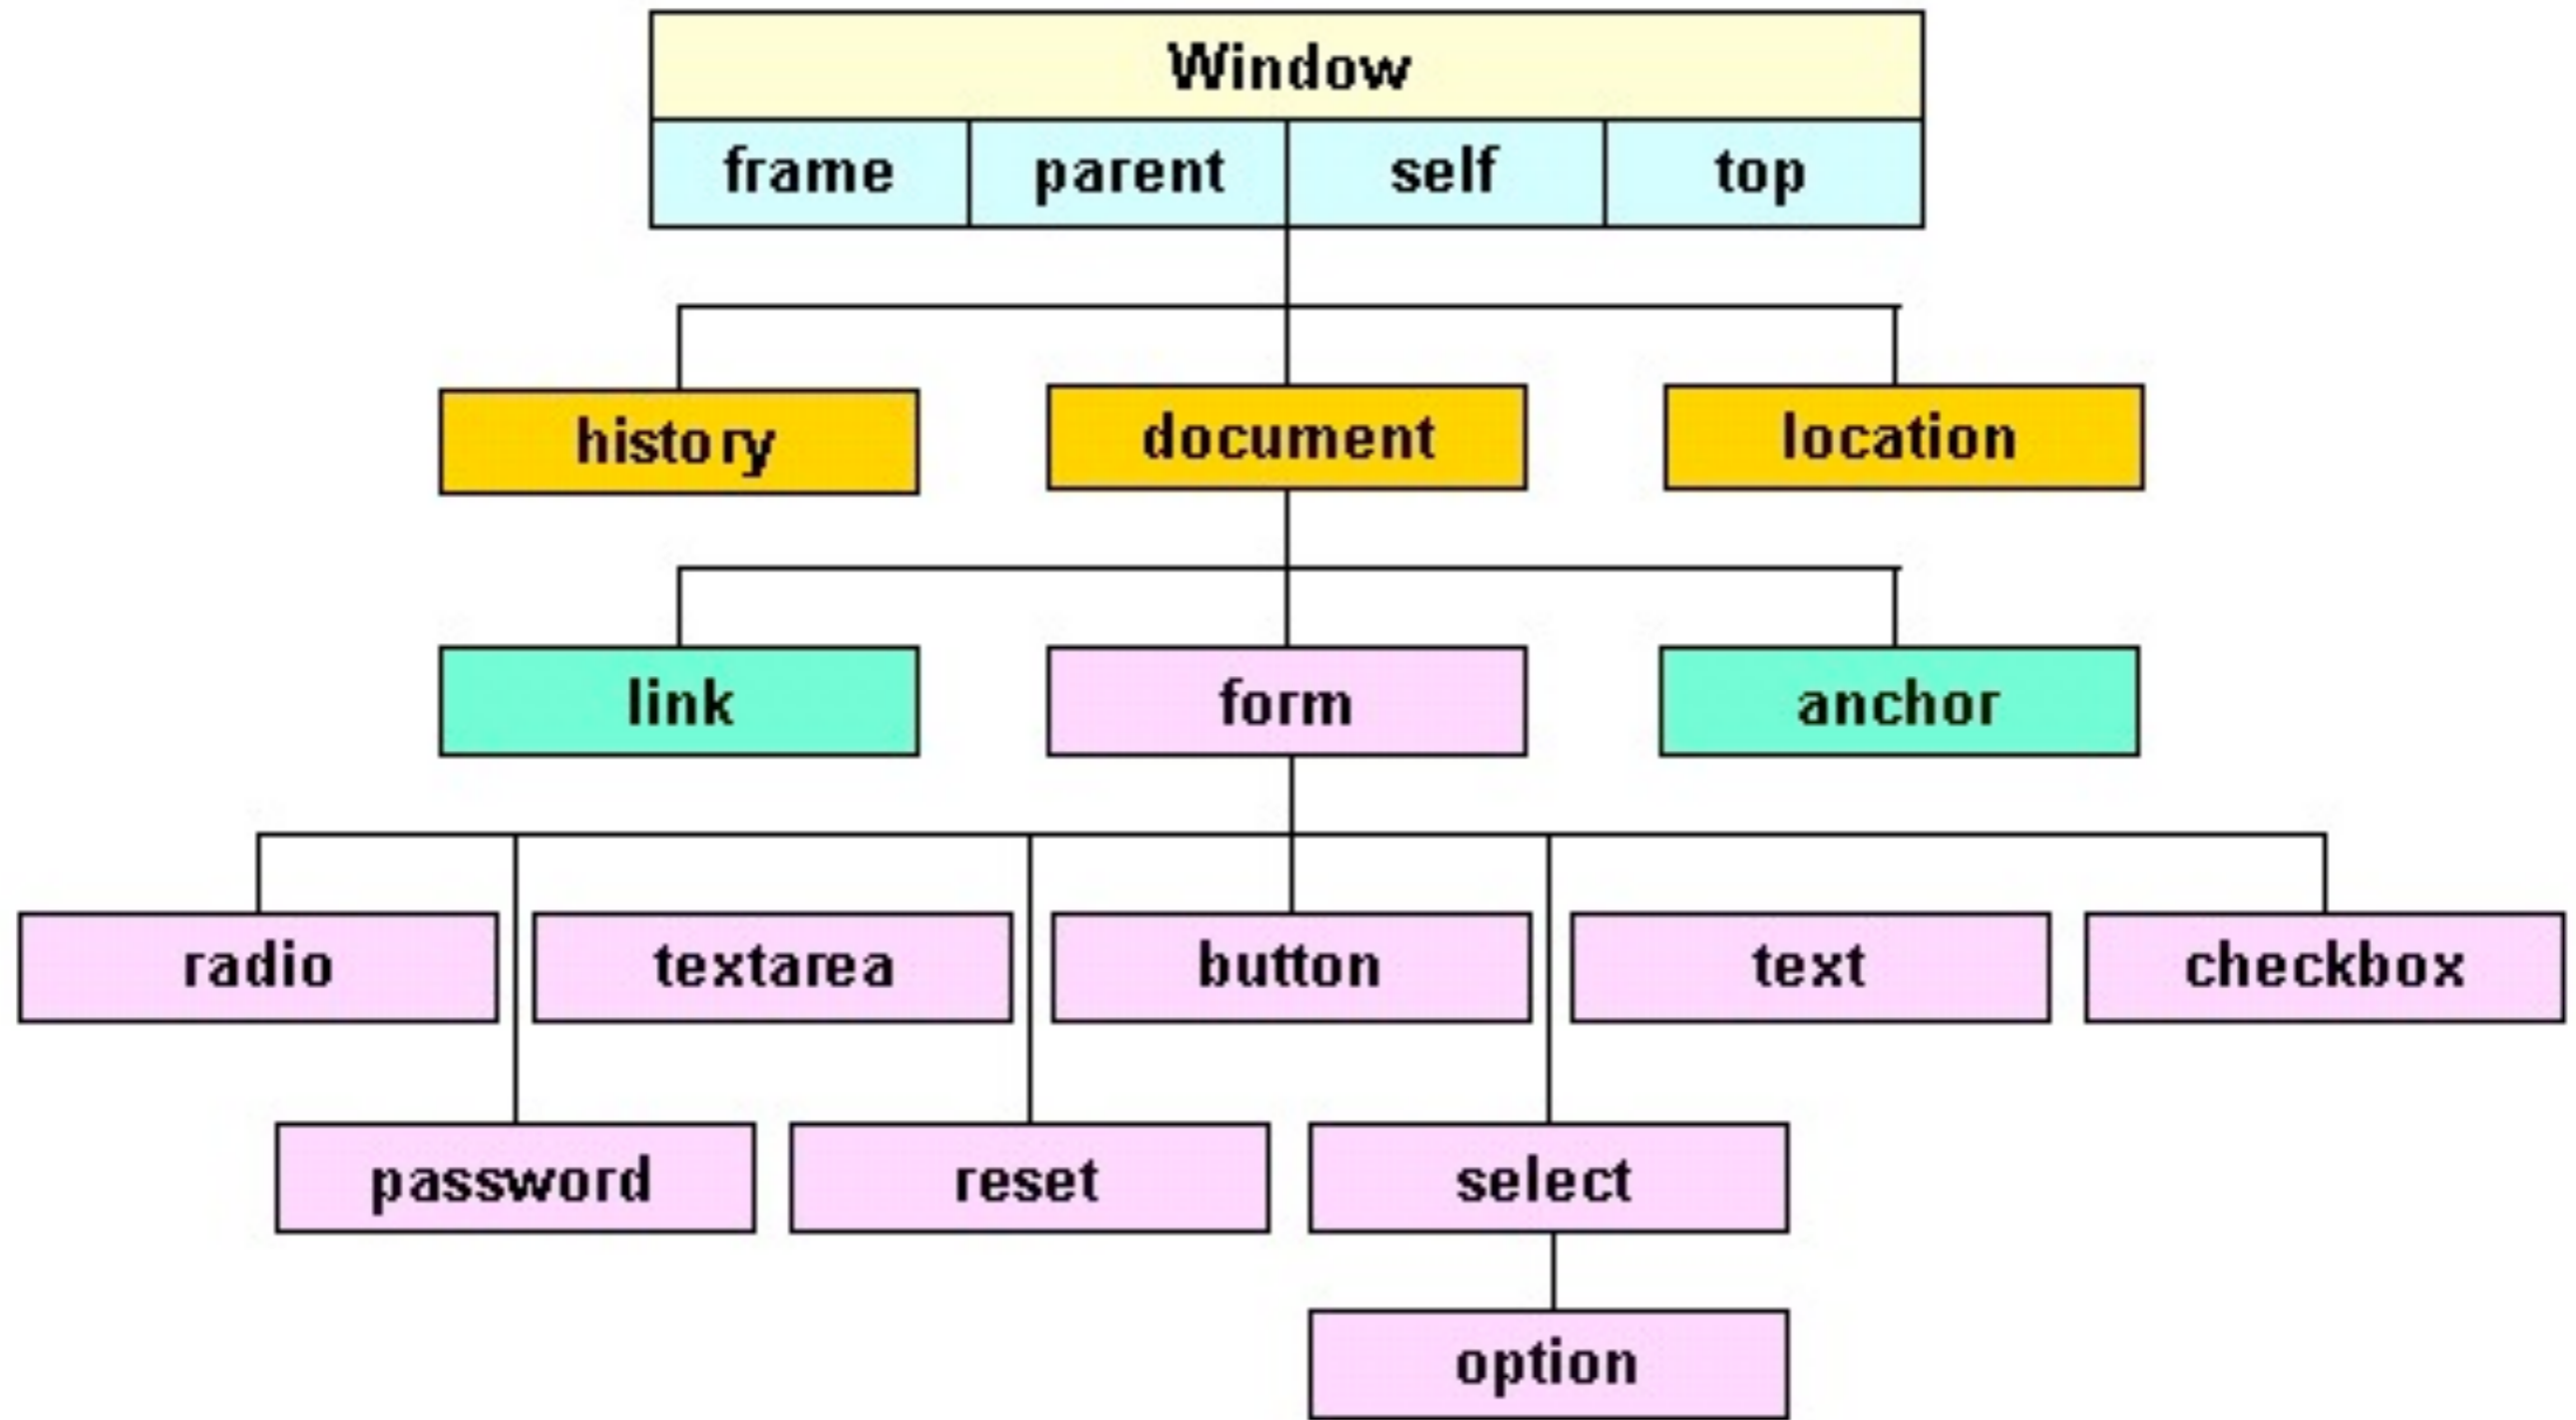 Window
frame parent self top
history document location
link form anchor
radio textarea button text checkbox
password reset select
option